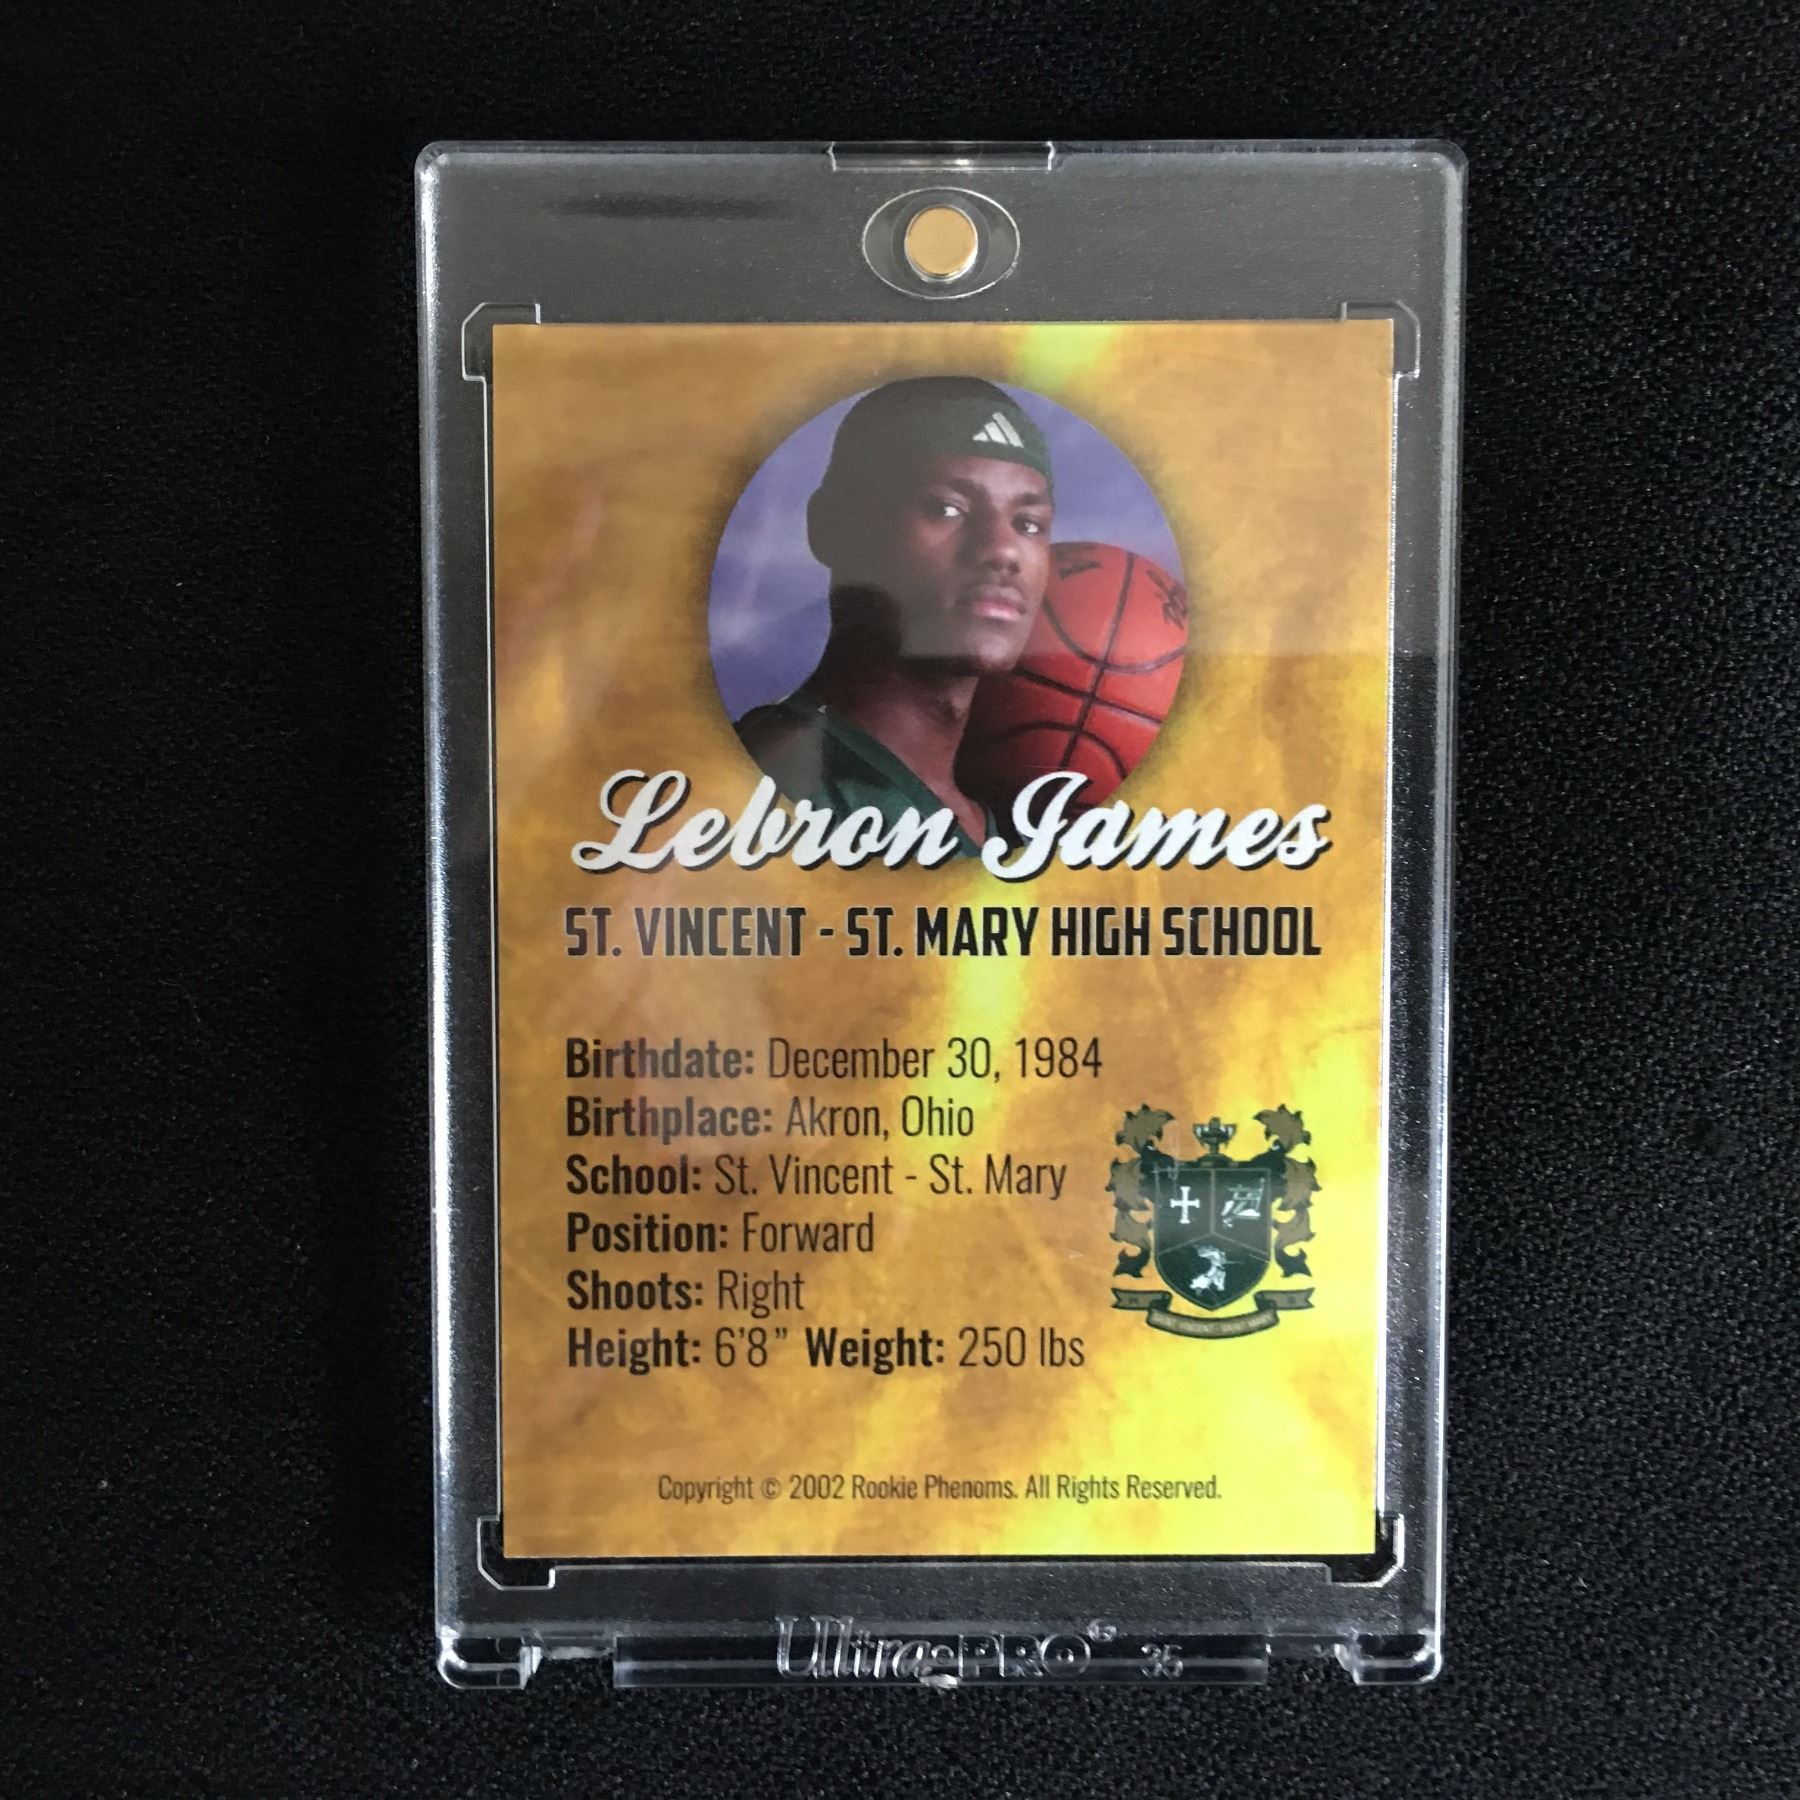 Lebron James
ST. VINCENT - ST. MARY HIGH SCHOOL
Birthdate: December 30, 1984
Birthplace: Akron, Ohio
School: St. Vincent - St. Mary
Position: Forward
Shoots: Right
Height: 6'8" Weight: 250 lbs
Copyright © 2002 Rookie Phenoms. All Rights Reserved.
Ultra•PRO® 35